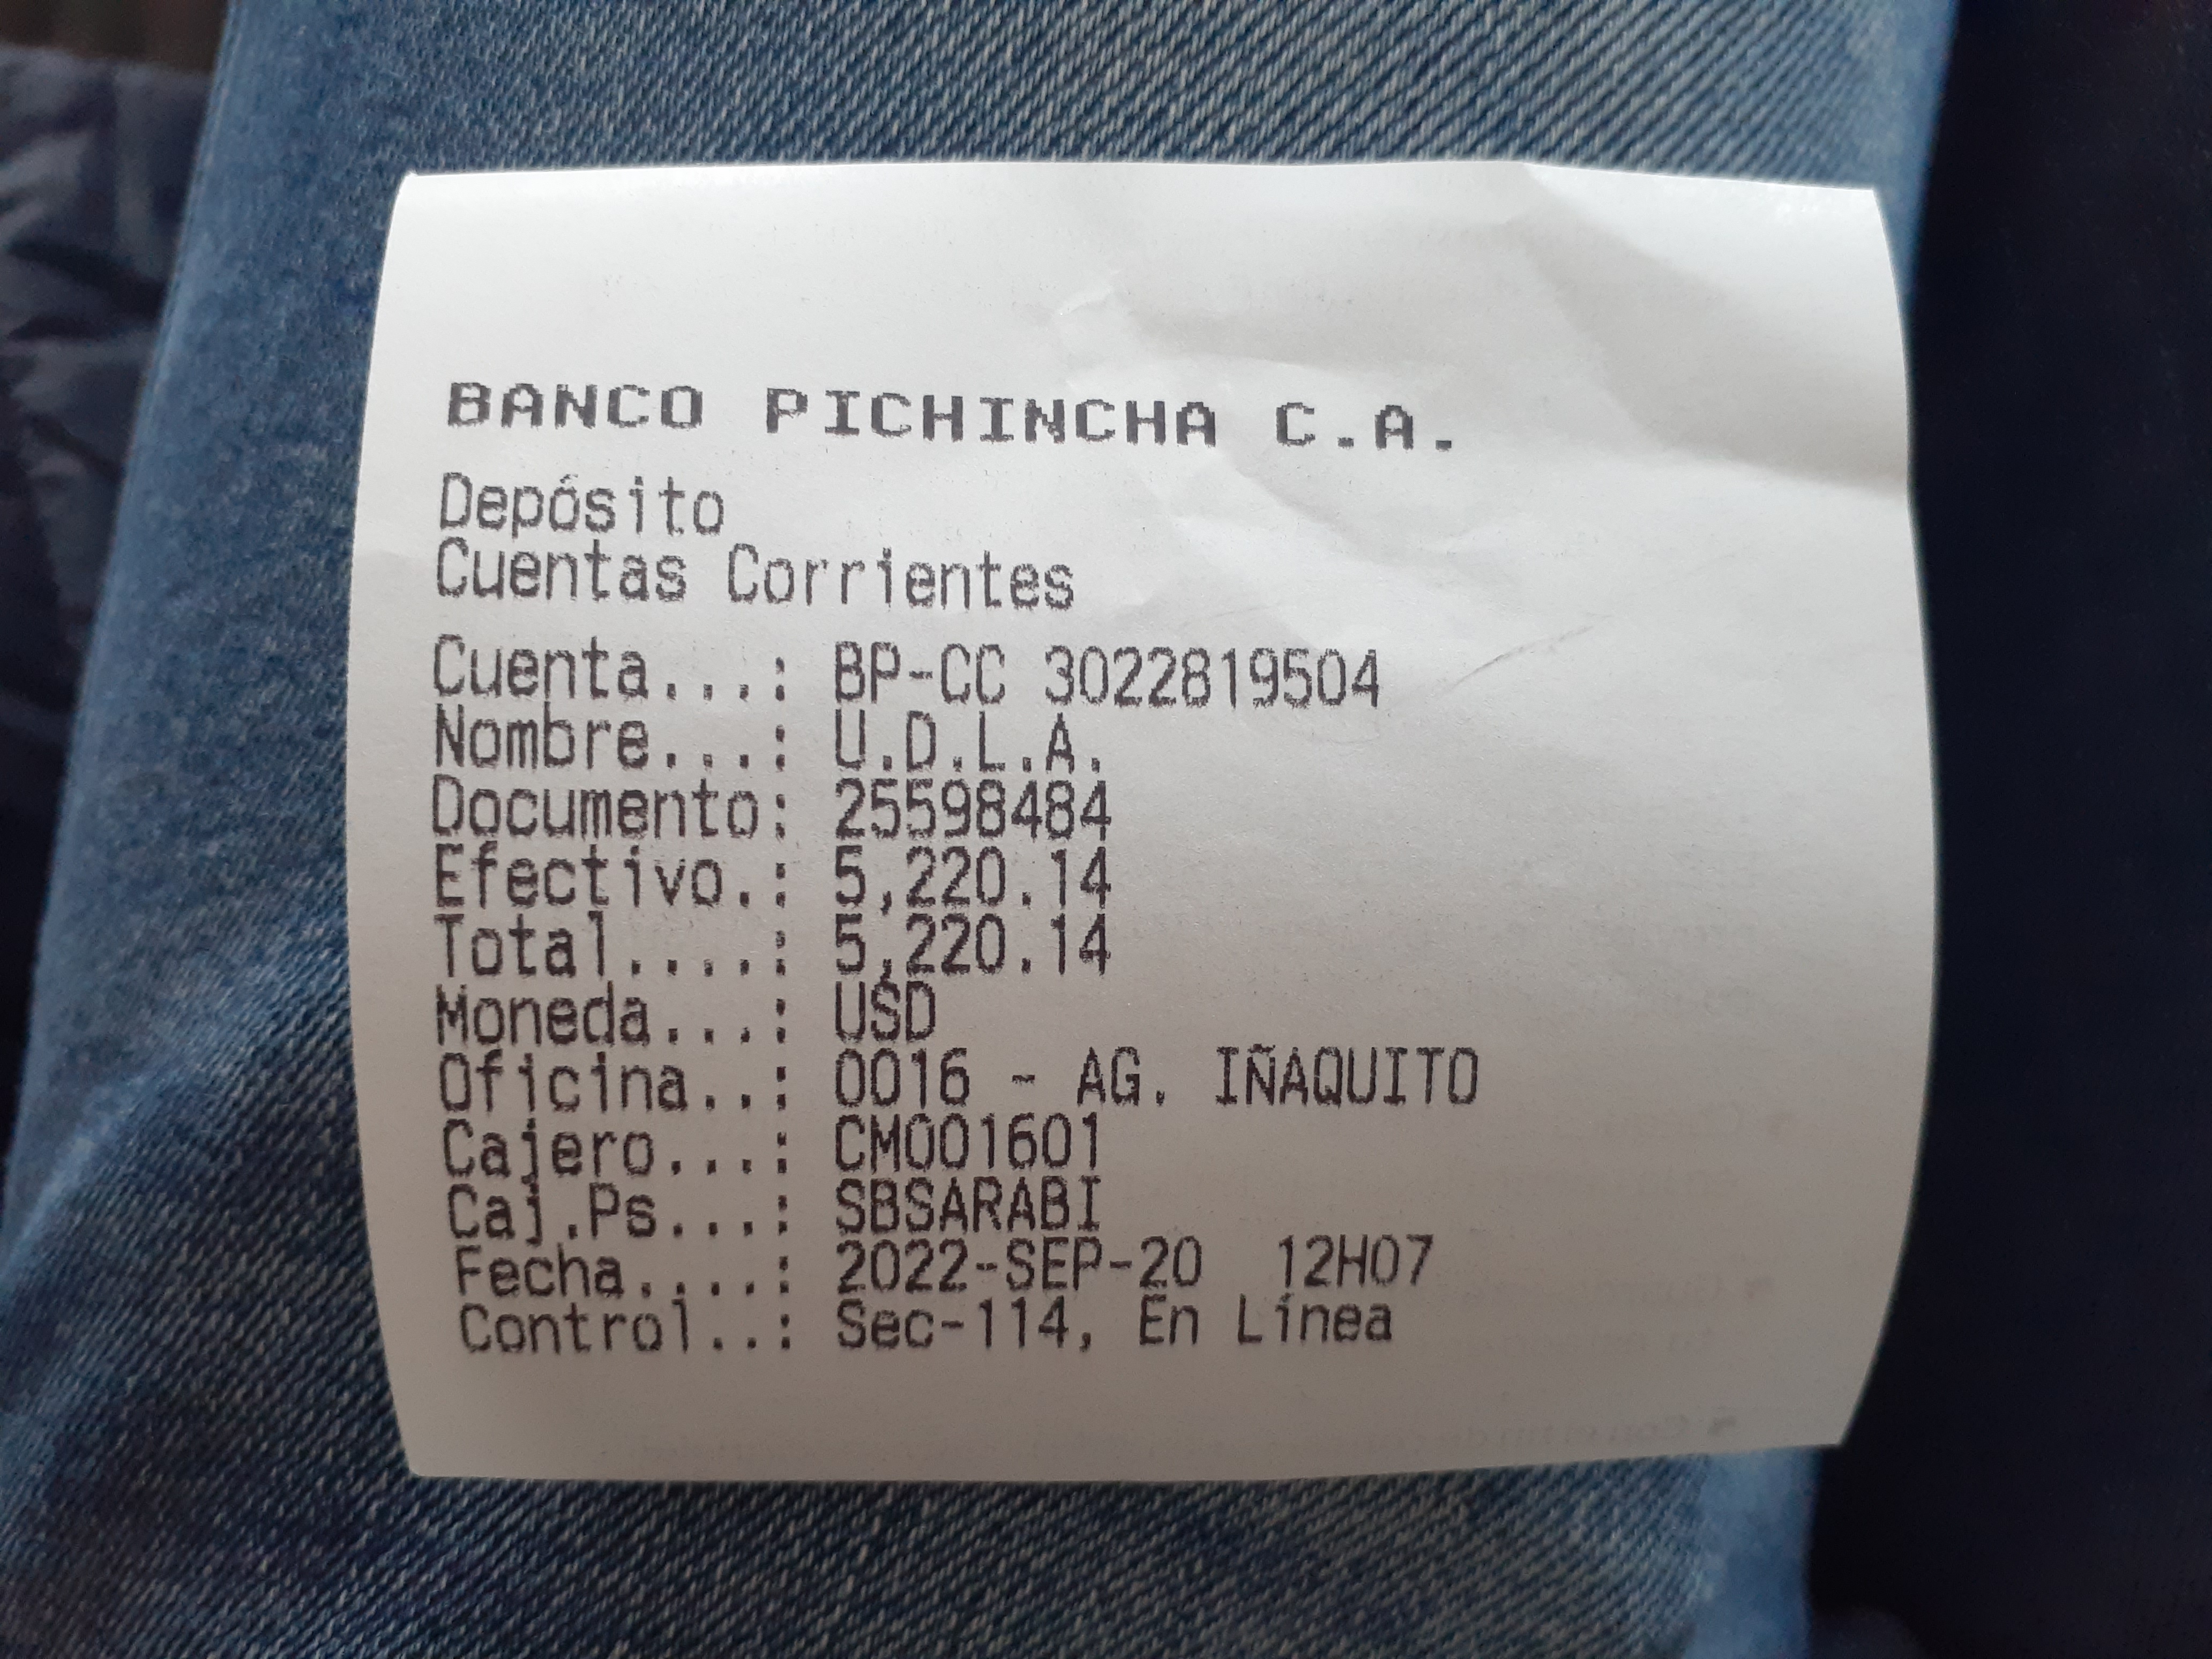 BANCO PICHINCHA C.A.
Depósito
Cuentas Corrientes
Cuenta...: BP-CC 3022819504
Nombre...: U.D.L.A.
Documento: 25598484
Efectivo.: 5,220.14
Total....: 5,220.14
Moneda...: USD
Oficina..: 0016 - AG. IÑAQUITO
Cajero...: CM001601
Caj.Ps...: SBSARABI
Fecha....: 2022-SEP-20  12H07
Control..: Sec-114, En Línea